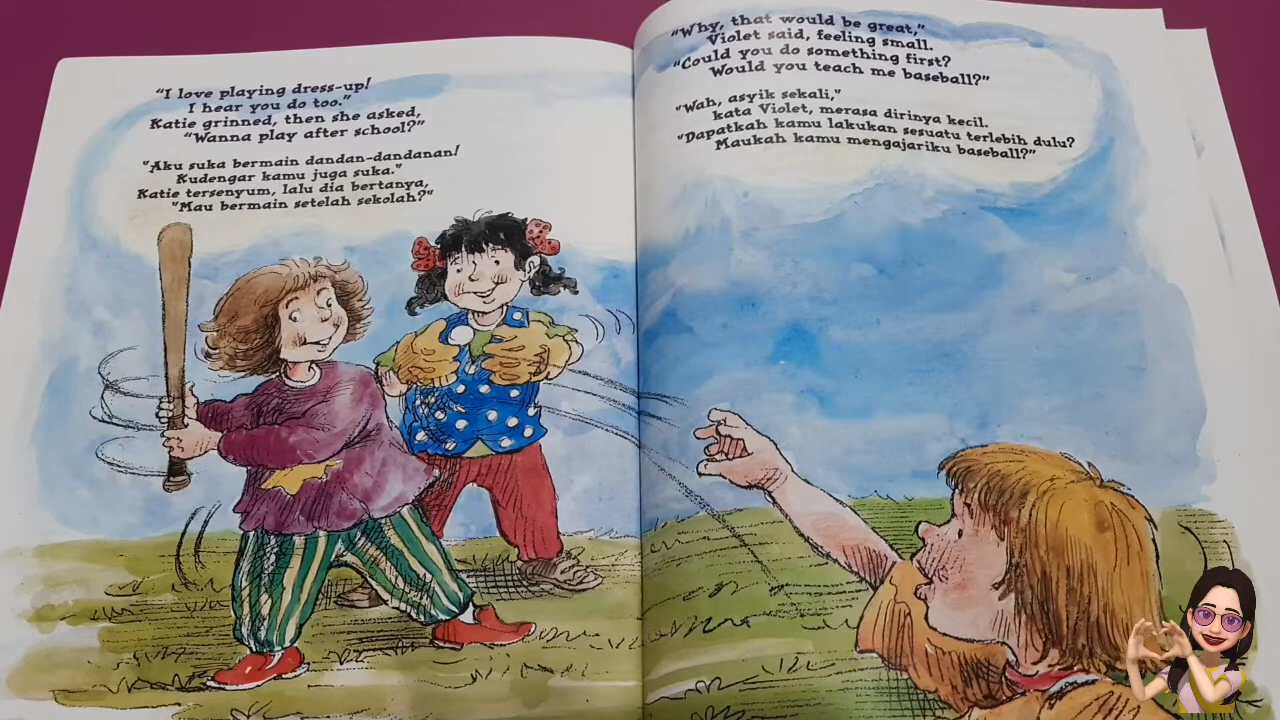 "I love playing dress-up!
I hear you do too."
Katie grinned, then she asked,
"Wanna play after school?"
"Aku suka bermain dandan-dandanan!
Kudengar kamu juga suka."
Katie tersenyum, lalu dia bertanya,
"Mau bermain setelah sekolah?"
"Why, that would be great,"
Violet said, feeling small.
"Could you do something first?
Would you teach me baseball?"
"Wah, asyik sekali,"
kata Violet, merasa dirinya kecil.
"Dapatkah kamu lakukan sesuatu terlebih dulu?
Maukah kamu mengajariku baseball?"